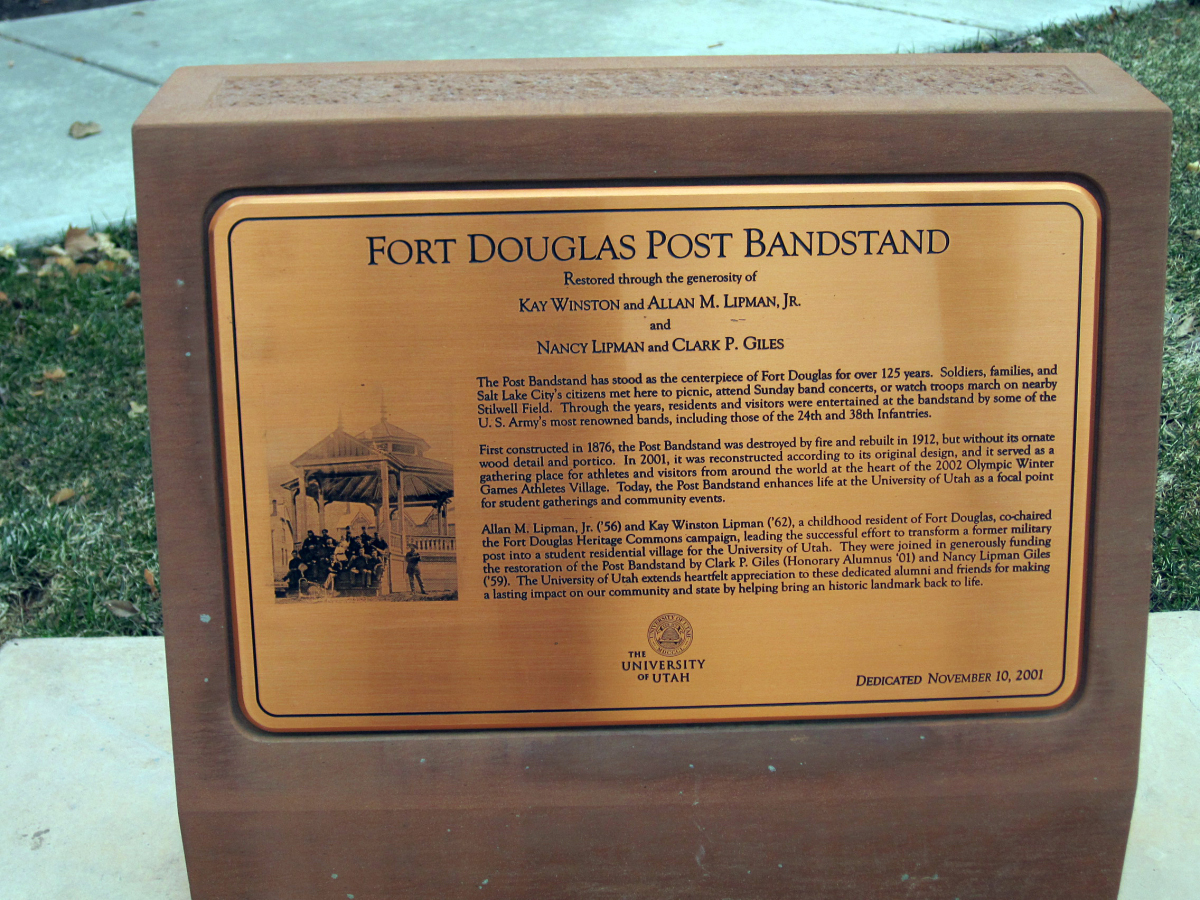 FORT DOUGLAS POST BANDSTAND
Restored through the generosity of
KAY WINSTON and ALLAN M. LIPMAN, JR.
and
NANCY LIPMAN and CLARK P. GILES
The Post Bandstand has stood as the centerpiece of Fort Douglas for over 125 years. Soldiers, families, and
Salt Lake City's citizens met here to picnic, attend Sunday band concerts, or watch troops march on nearby
Stilwell Field. Through the years, residents and visitors were entertained at the bandstand by some of the
U. S. Army's most renowned bands, including those of the 24th and 38th Infantries.
First constructed in 1876, the Post Bandstand was destroyed by fire and rebuilt in 1912, but without its ornate
wood detail and portico. In 2001, it was reconstructed according to its original design, and it served as a
gathering place for athletes and visitors from around the world at the heart of the 2002 Olympic Winter
Games Athletes Village. Today, the Post Bandstand enhances life at the University of Utah as a focal point
for student gatherings and community events.
Allan M. Lipman, Jr. ('56) and Kay Winston Lipman ('62), a childhood resident of Fort Douglas, co-chaired
the Fort Douglas Heritage Commons campaign, leading the successful effort to transform a former military
post into a student residential village for the University of Utah. They were joined in generously funding
the restoration of the Post Bandstand by Clark P. Giles (Honorary Alumnus '01) and Nancy Lipman Giles
('59). The University of Utah extends heartfelt appreciation to these dedicated alumni and friends for making
a lasting impact on our community and state by helping bring an historic landmark back to life.
UNIVERSITY OF UTAH
MDCCCL
THE
UNIVERSITY
OF UTAH
DEDICATED NOVEMBER 10, 2001